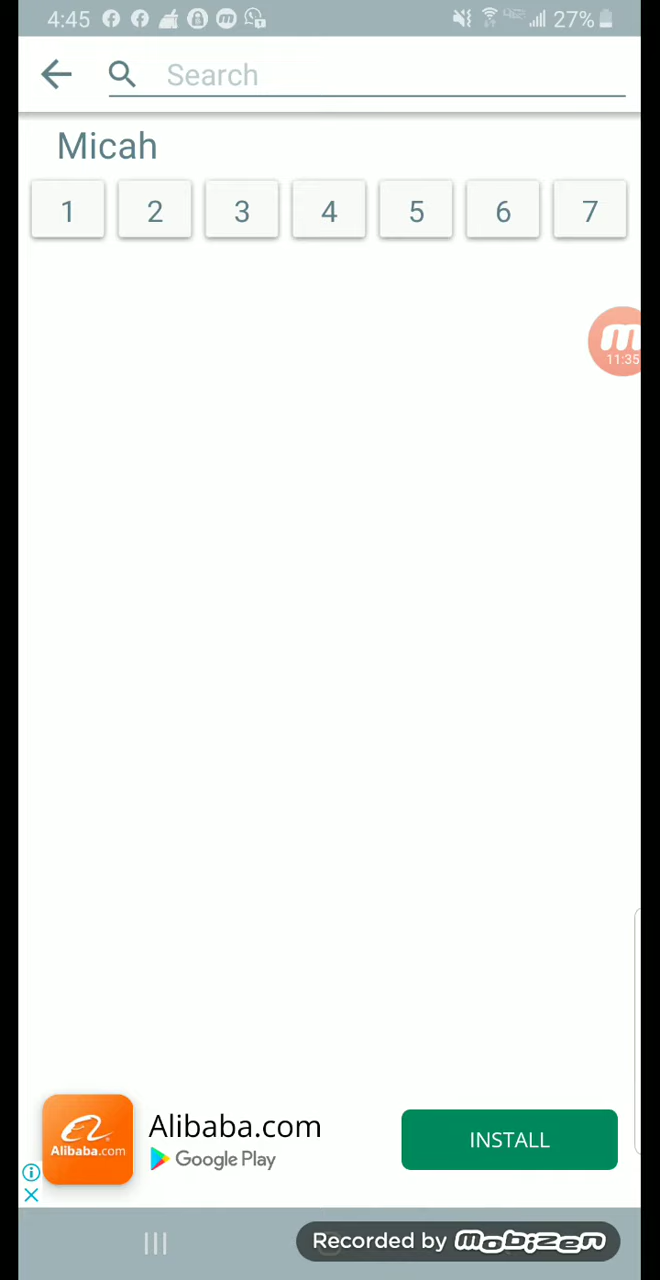 4:45 27%
Search
Micah
1 2 3 4 5 6 7
m
11:35
Alibaba.com
Google Play
Alibaba.com
INSTALL
Recorded by mobizen